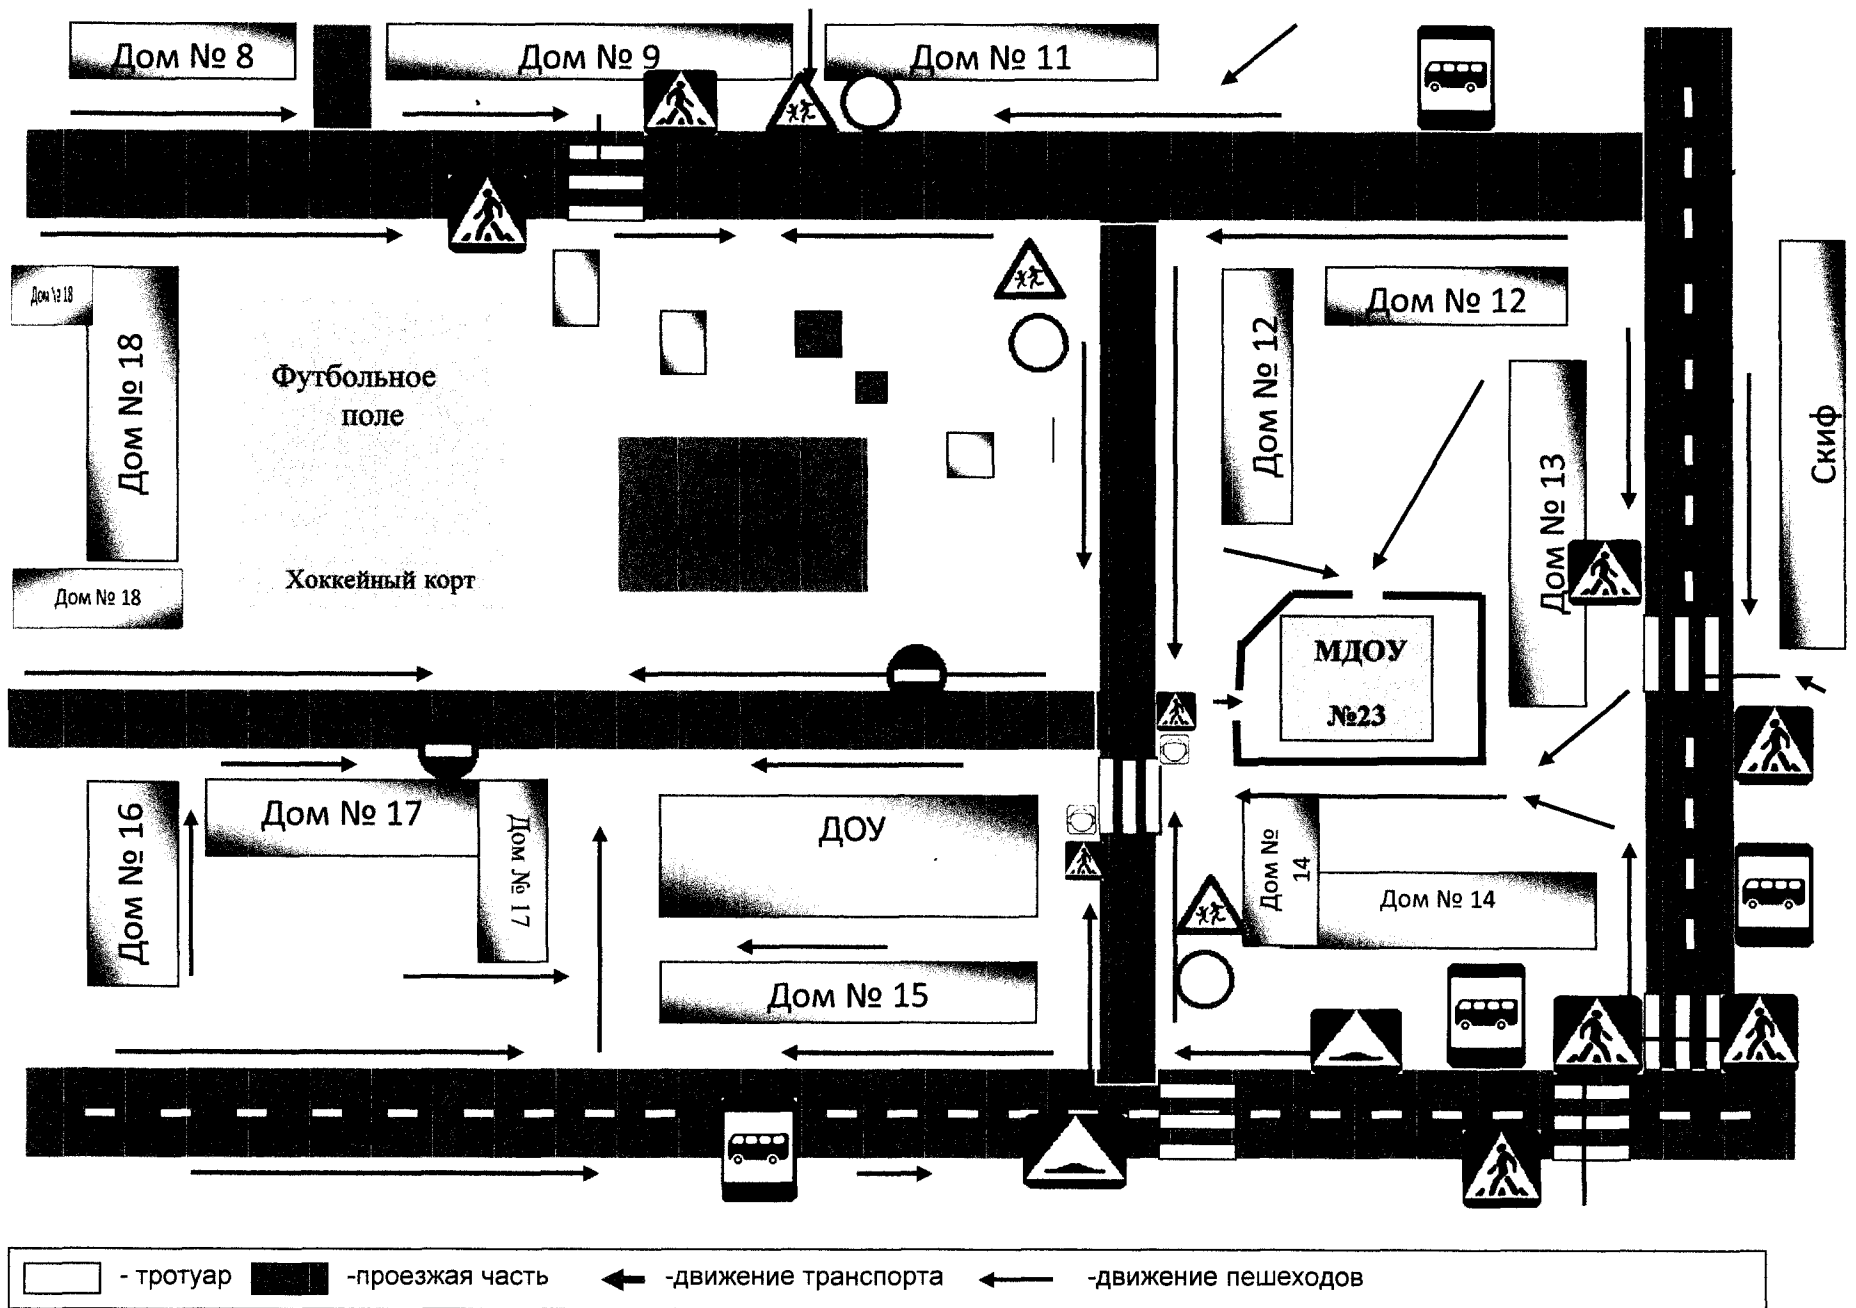 Дом № 8
Дом № 9
Дом № 11
Дом № 18
Дом № 18
Дом № 18
Футбольное
поле
Хоккейный корт
Дом № 12
Дом № 12
Дом № 13
Скиф
МДОУ
№23
Дом № 16
Дом № 17
Дом № 17
ДОУ
Дом № 15
Дом №
14
Дом № 14
- тротуар
-проезжая часть
-движение транспорта
-движение пешеходов